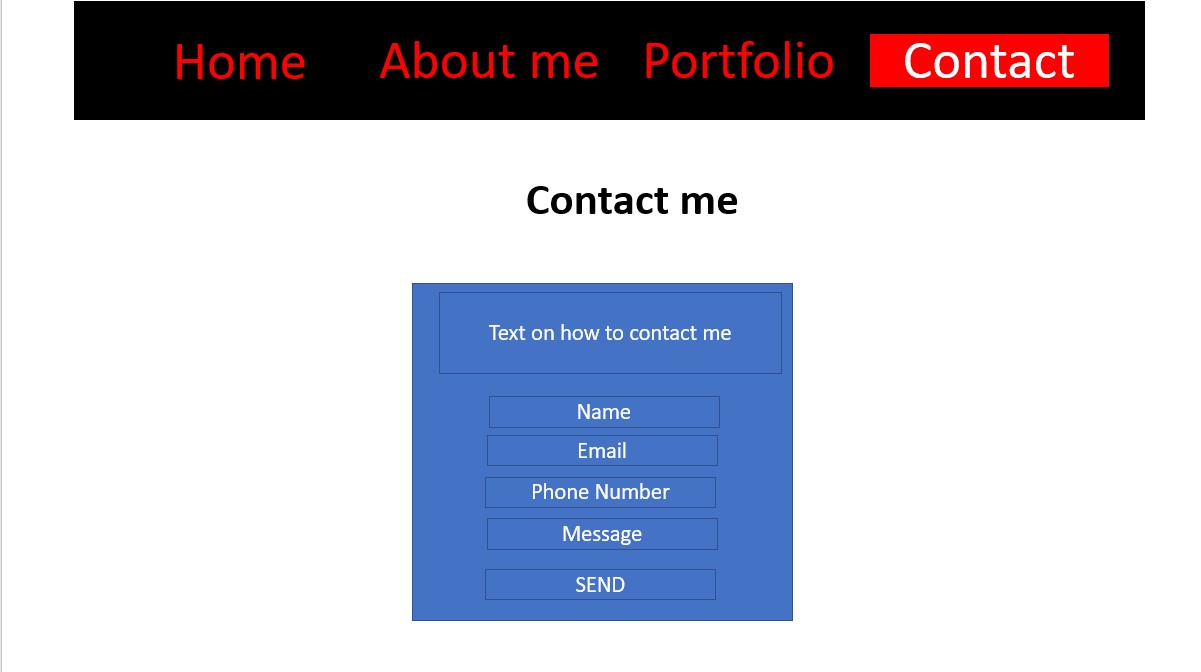 Home About me Portfolio Contact
Contact me
Text on how to contact me
Name
Email
Phone Number
Message
SEND